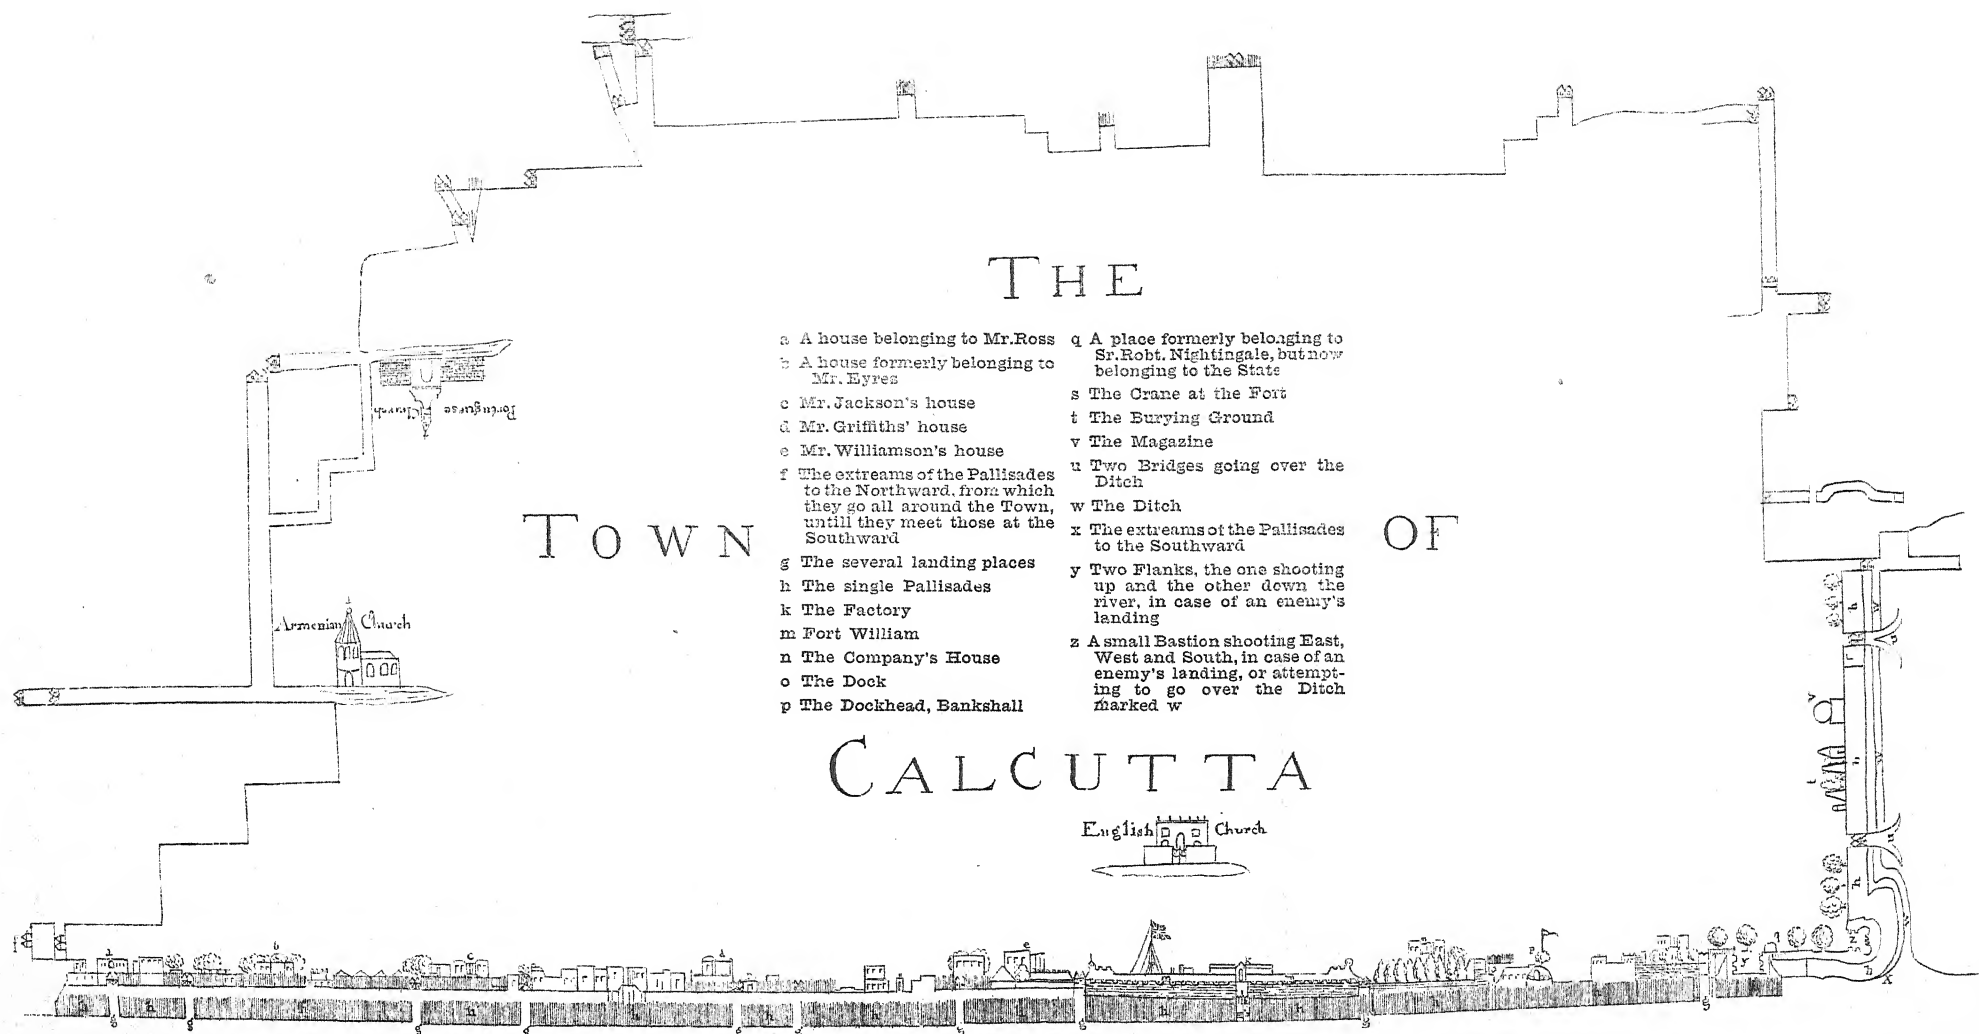 THE
TOWN
OF
CALCUTTA
a A house belonging to Mr. Ross
b A house formerly belonging to
Mr. Eyres
c Mr. Jackson's house
d Mr. Griffiths' house
e Mr. Williamson's house
f The extreams of the Pallisades
to the Northward, from which
they go all around the Town,
untill they meet those at the
Southward
g The several landing places
h The single Pallisades
k The Factory
m Fort William
n The Company's House
o The Dock
p The Dockhead, Bankshall
q A place formerly belonging to
Sr. Robt. Nightingale, but now
belonging to the State
s The Crane at the Fort
t The Burying Ground
v The Magazine
u Two Bridges going over the
Ditch
w The Ditch
x The extreams of the Pallisades
to the Southward
y Two Flanks, the one shooting
up and the other down the
river, in case of an enemy's
landing
z A small Bastion shooting East,
West and South, in case of an
enemy's landing, or attempt-
ing to go over the Ditch
marked w
Portuguese Church
Armenian Church
English Church